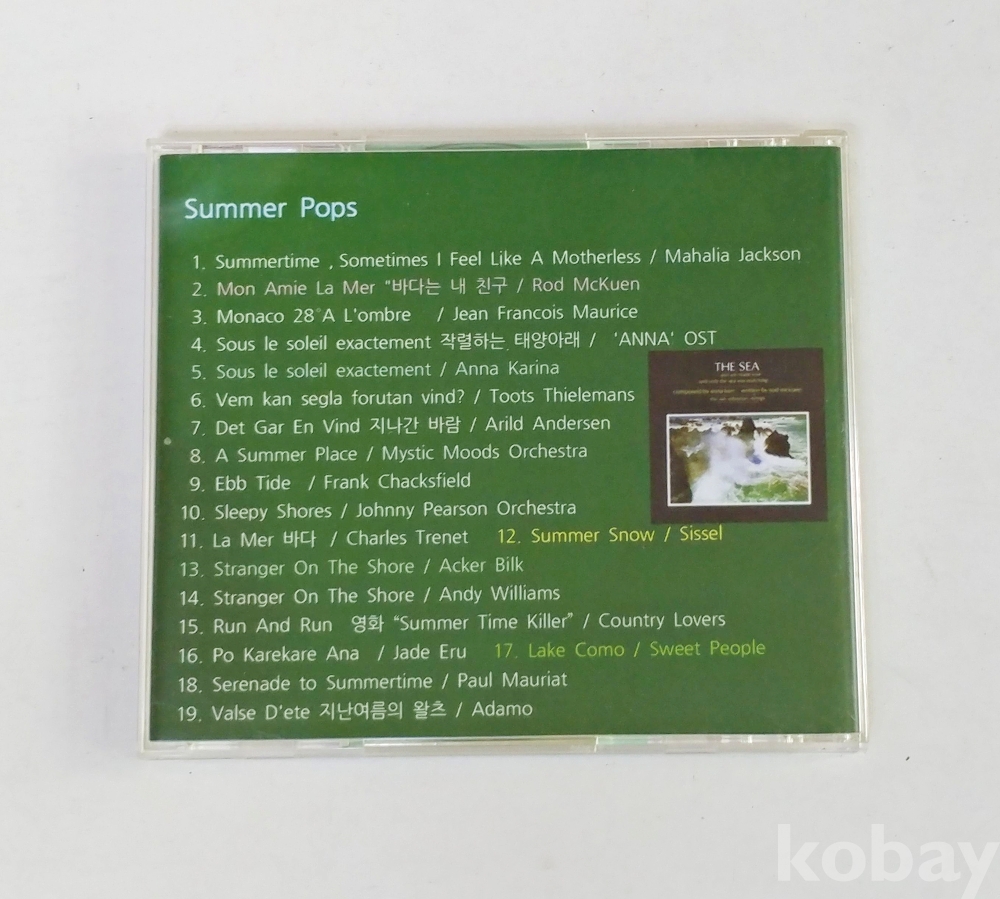 Summer Pops
1. Summertime , Sometimes I Feel Like A Motherless / Mahalia Jackson
2. Mon Amie La Mer "바다는 내 친구 / Rod McKuen
3. Monaco 28°A L'ombre / Jean Francois Maurice
4. Sous le soleil exactement 작렬하는 태양아래 / 'ANNA' OST
5. Sous le soleil exactement / Anna Karina
6. Vem kan segla forutan vind? / Toots Thielemans
7. Det Gar En Vind 지나간 바람 / Arild Andersen
8. A Summer Place / Mystic Moods Orchestra
9. Ebb Tide / Frank Chacksfield
10. Sleepy Shores / Johnny Pearson Orchestra
11. La Mer 바다 / Charles Trenet 12. Summer Snow / Sissel
13. Stranger On The Shore / Acker Bilk
14. Stranger On The Shore / Andy Williams
15. Run And Run 영화 "Summer Time Killer" / Country Lovers
16. Po Karekare Ana / Jade Eru 17. Lake Como / Sweet People
18. Serenade to Summertime / Paul Mauriat
19. Valse D'ete 지난여름의 왈츠 / Adamo
THE SEA
kobay